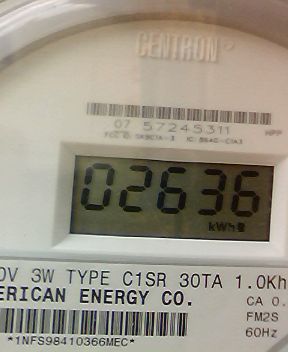 CENTRON®
07 57245311 HPP
02636
kWh
0V 3W TYPE C1SR 30TA 1.0Kh
ERICAN ENERGY CO.
CA 0.
FM2S
*1NFS98410366MEC* 60Hz